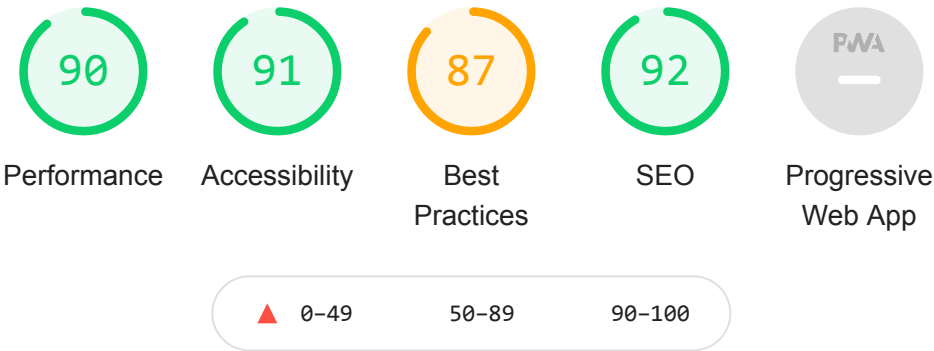 90
91
87
92
PWA
Performance
Accessibility
Best
Practices
SEO
Progressive
Web App
0–49
50–89
90–100